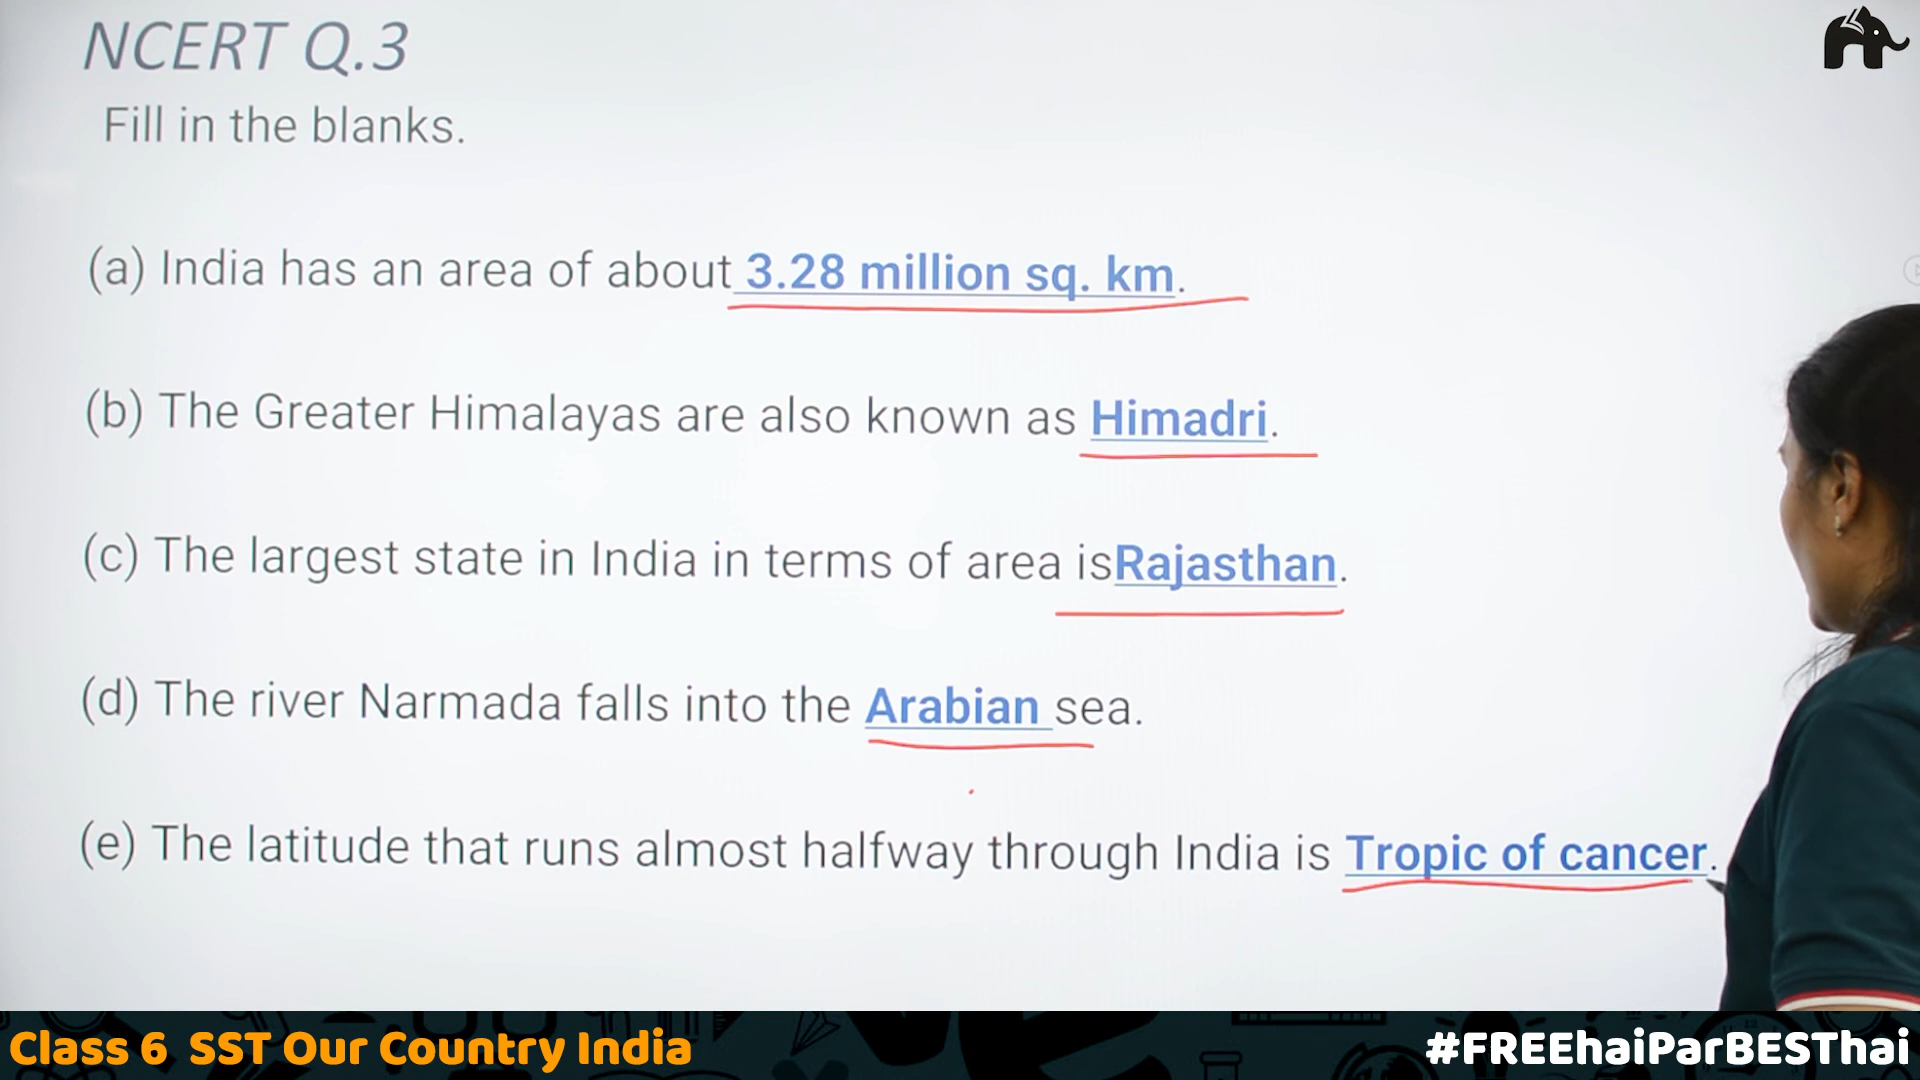 NCERT Q.3
Fill in the blanks.
(a) India has an area of about 3.28 million sq. km.
(b) The Greater Himalayas are also known as Himadri.
(c) The largest state in India in terms of area isRajasthan.
(d) The river Narmada falls into the Arabian sea.
(e) The latitude that runs almost halfway through India is Tropic of cancer.
Class 6 SST Our Country India
#FREEhaiParBESThai